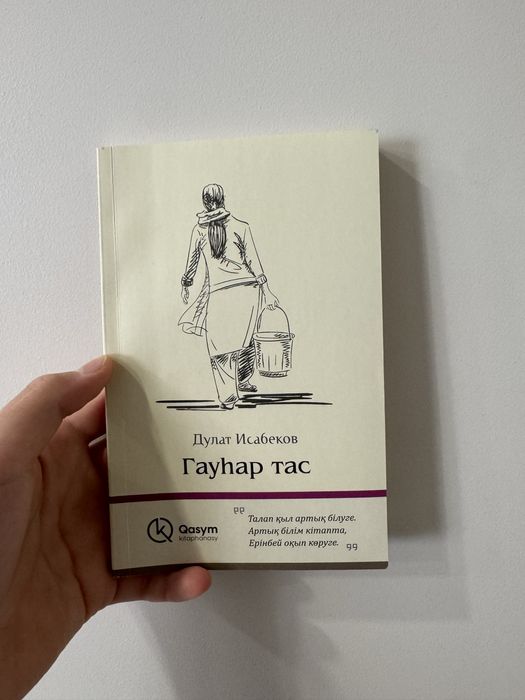 Дулат Исабеков
Гауһар тас
Qasym
kitaphanasy
Талап қыл артық білуге.
Артық білім кітапта,
Ерінбей оқып көруге.